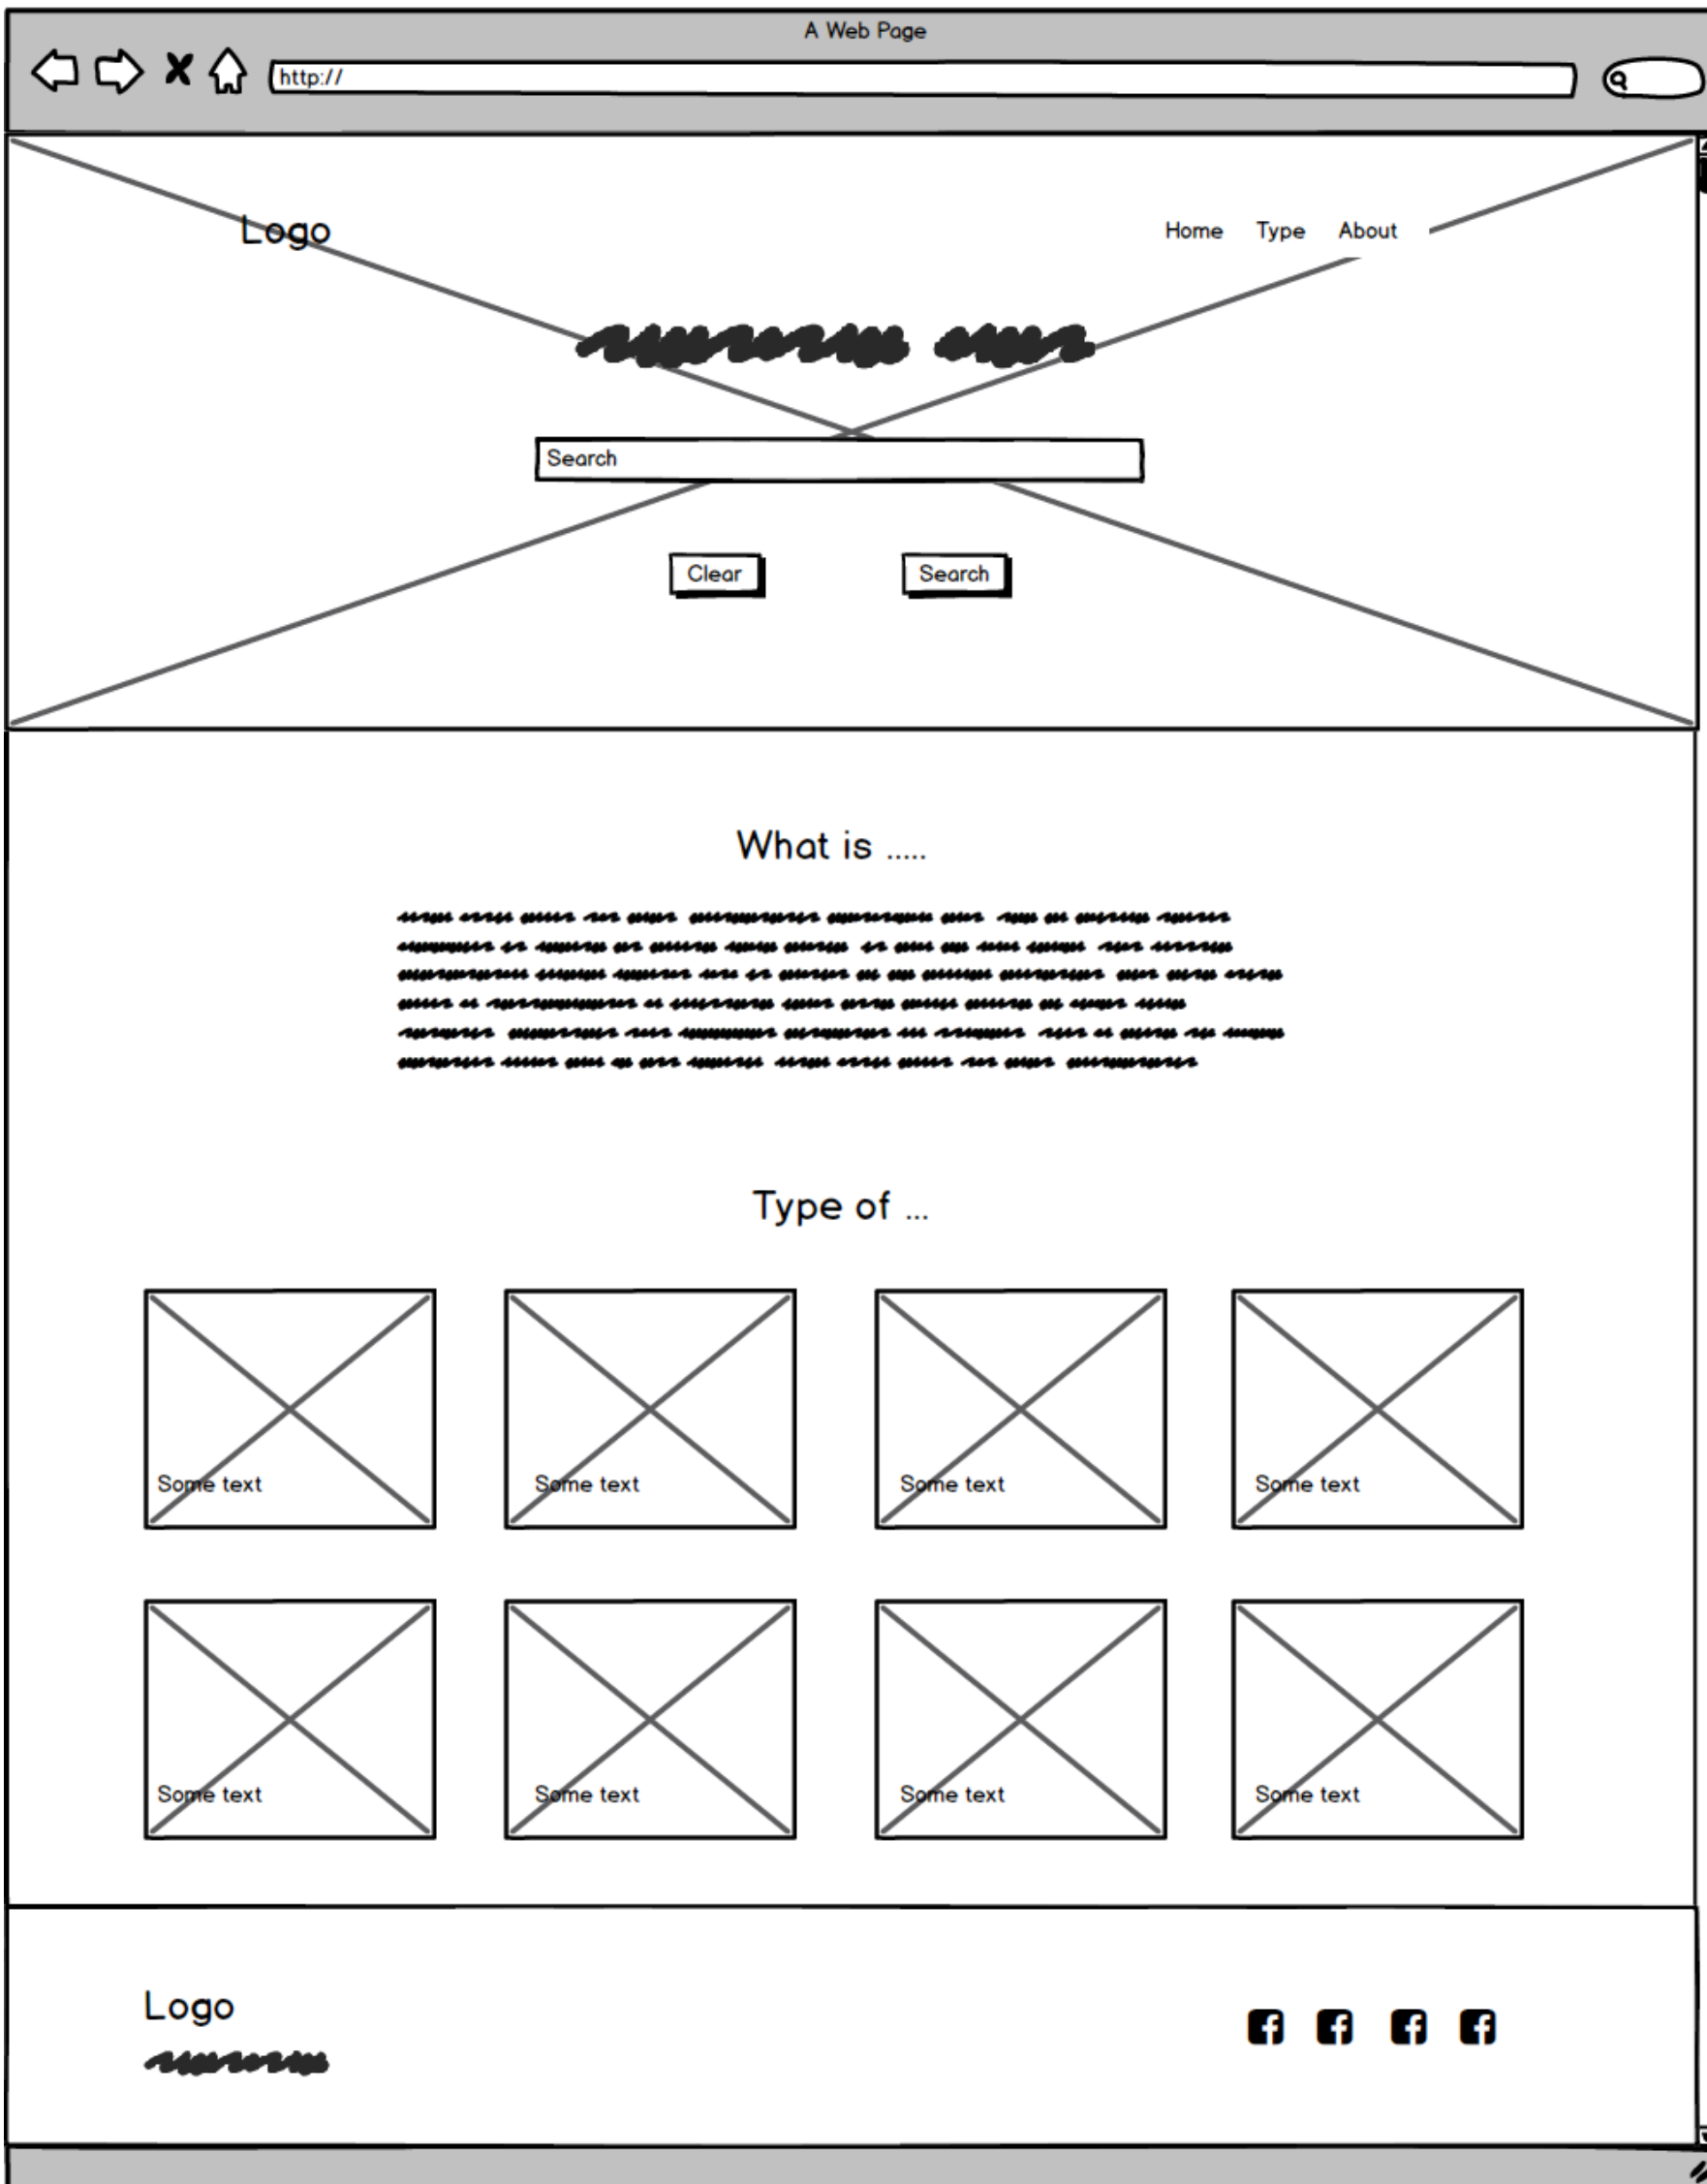 A Web Page
http://
Logo
Home Type About
Search
Clear Search
What is .....
Type of ...
Some text Some text Some text Some text
Some text Some text Some text Some text
Logo